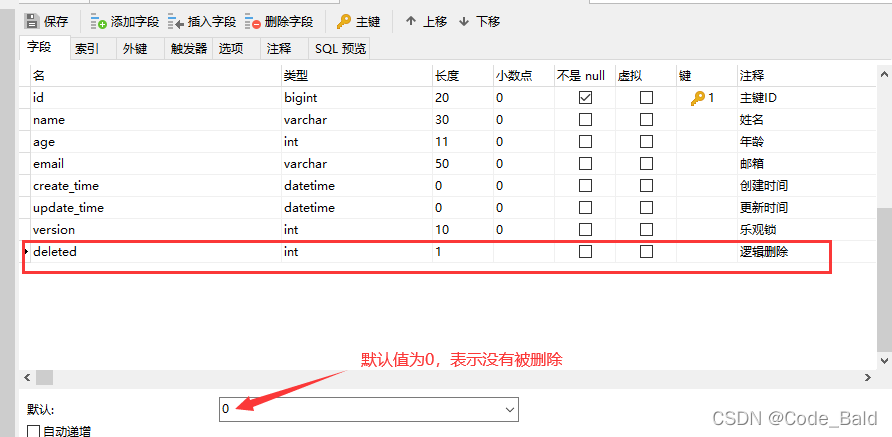 保存 添加字段 插入字段 删除字段 主键 上移 下移
字段 索引 外键 触发器 选项 注释 SQL 预览
名 类型 长度 小数点 不是 null 虚拟 键 注释
id bigint 20 0 1 主键ID
name varchar 30 0 姓名
age int 11 0 年龄
email varchar 50 0 邮箱
create_time datetime 0 0 创建时间
update_time datetime 0 0 更新时间
version int 10 0 乐观锁
deleted int 1 逻辑删除
默认值为0，表示没有被删除
默认: 0
自动递增
CSDN @Code_Bald